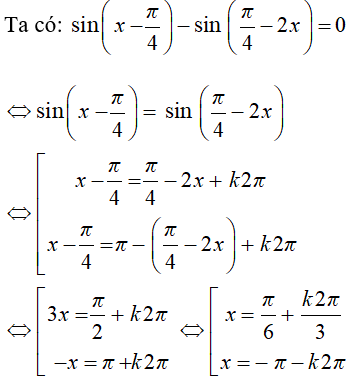 Ta có: sin(x − π/4) − sin(π/4 − 2x) = 0
⇔ sin(x − π/4) = sin(π/4 − 2x)
⇔ [ x − π/4 = π/4 − 2x + k2π
x − π/4 = π − (π/4 − 2x) + k2π
⇔ [ 3x = π/2 + k2π ⇔ [ x = π/6 + k2π/3
−x = π + k2π x = − π − k2π